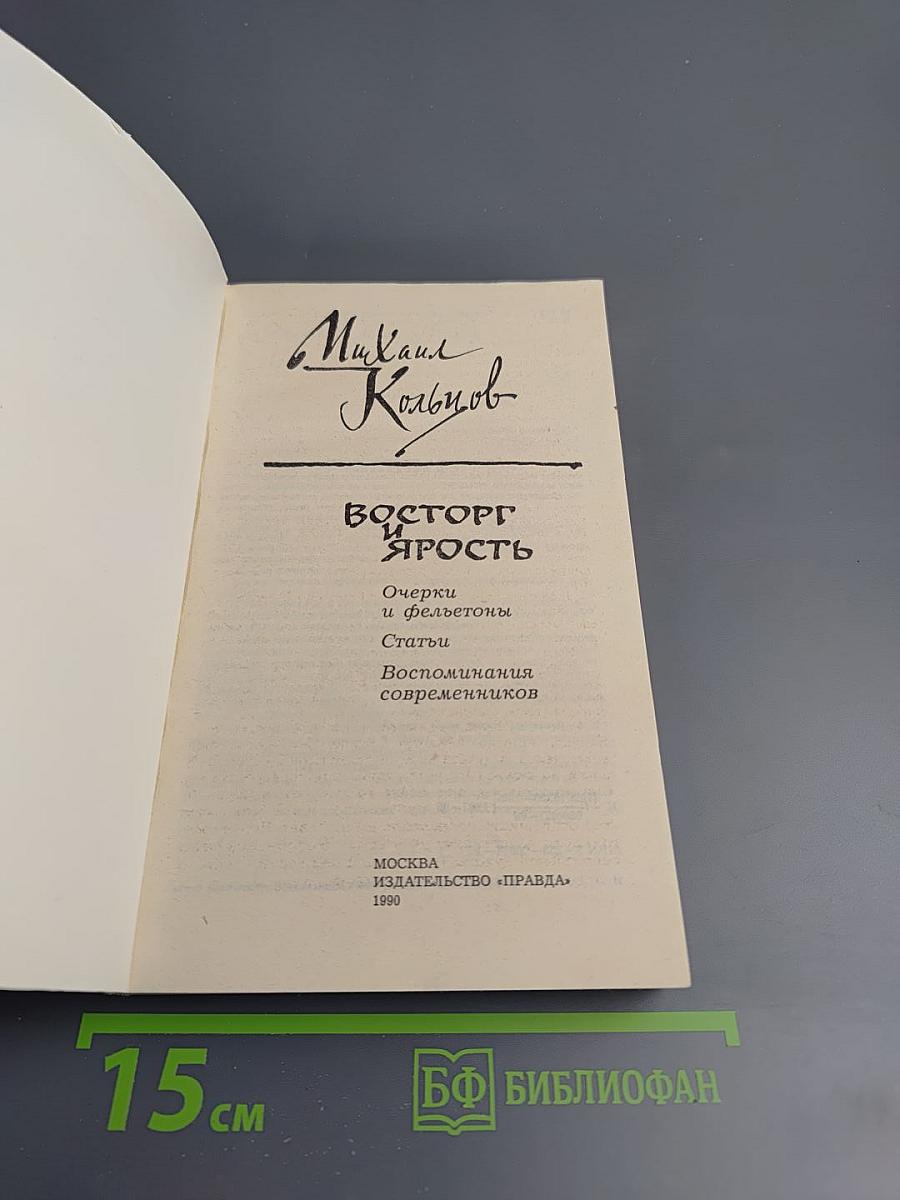 Михаил
Кольцов
ВОСТОРГ
И
ЯРОСТЬ
Очерки
и фельетоны
Статьи
Воспоминания
современников
МОСКВА
ИЗДАТЕЛЬСТВО «ПРАВДА»
1990
15 см
БФ БИБЛИОФАН